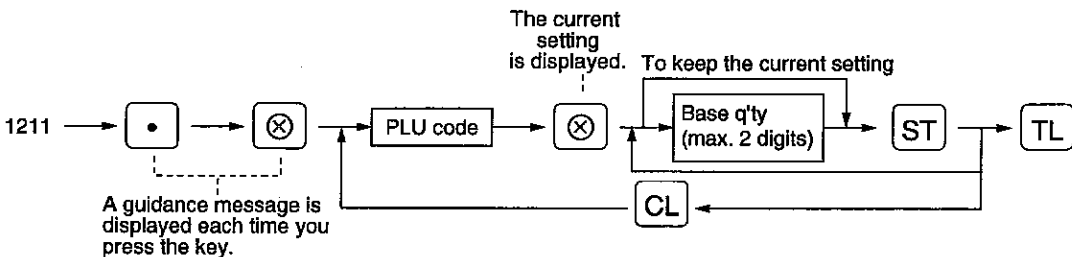 The current
setting
is displayed.
To keep the current setting
1211
•
⊗
PLU code
⊗
Base q'ty
(max. 2 digits)
ST
TL
CL
A guidance message is
displayed each time you
press the key.